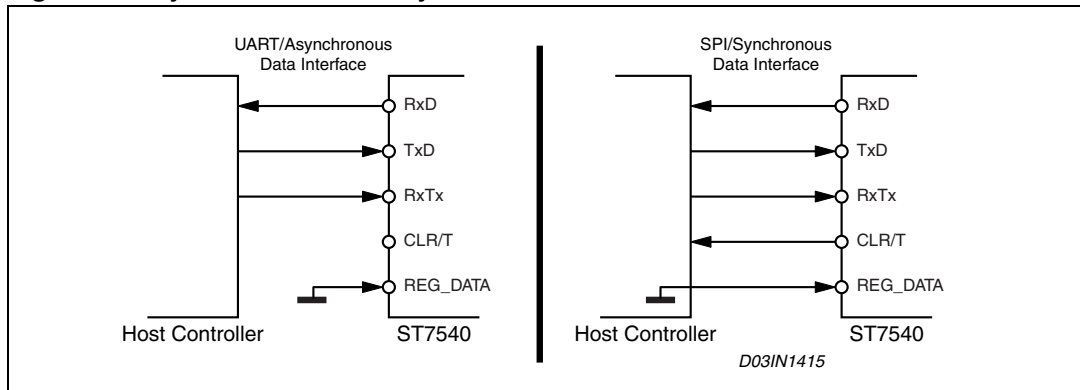 UART/Asynchronous
Data Interface
RxD
TxD
RxTx
CLR/T
REG_DATA
Host Controller
ST7540
SPI/Synchronous
Data Interface
RxD
TxD
RxTx
CLR/T
REG_DATA
Host Controller
ST7540
D03IN1415